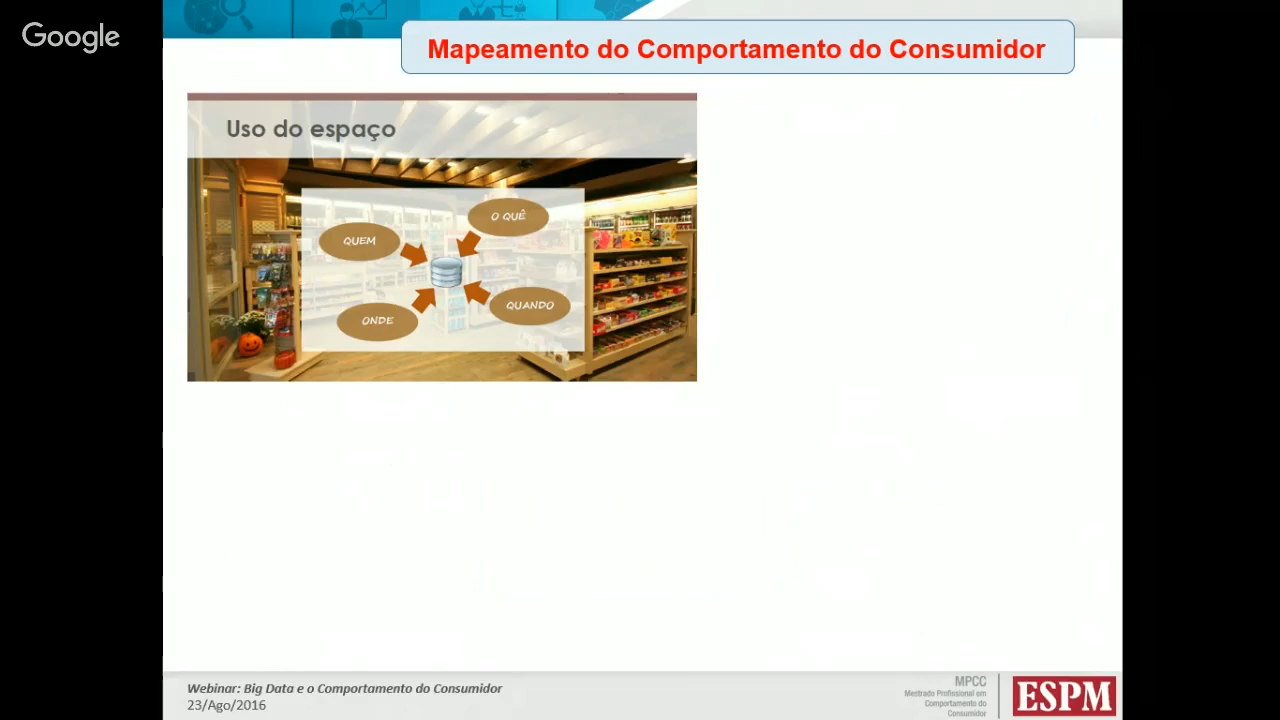 Google
Mapeamento do Comportamento do Consumidor
Uso do espaço
O QUÊ
QUEM
QUANDO
ONDE
Webinar: Big Data e o Comportamento do Consumidor
23/Ago/2016
MPCC
Mestrado Profissional em
Comportamento do
Consumidor
ESPM